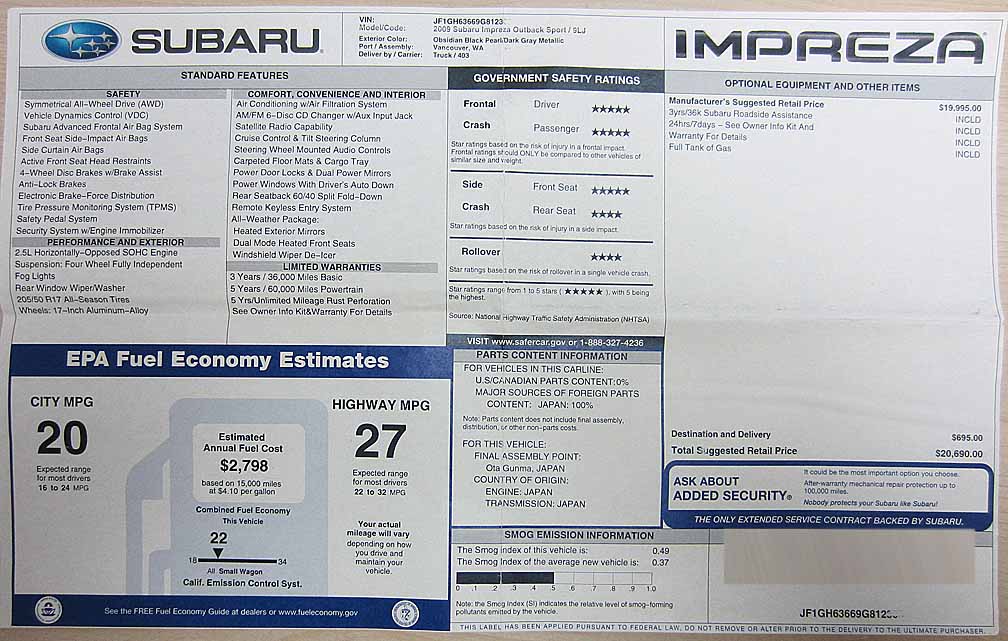 SUBARU®
VIN: JF1GH63669G8123
Model/Code: 2009 Subaru Impreza Outback Sport / 9LJ
Exterior Color: Obsidian Black Pearl/Dark Gray Metallic
Port / Assembly: Vancouver, WA
Deliver by / Carrier: Truck / 403
IMPREZA®
STANDARD FEATURES
SAFETY
Symmetrical All-Wheel Drive (AWD)
Vehicle Dynamics Control (VDC)
Subaru Advanced Frontal Air Bag System
Front Seat Side-Impact Air Bags
Side Curtain Air Bags
Active Front Seat Head Restraints
4-Wheel Disc Brakes w/Brake Assist
Anti-Lock Brakes
Electronic Brake-Force Distribution
Tire Pressure Monitoring System (TPMS)
Safety Pedal System
Security System w/Engine Immobilizer
PERFORMANCE AND EXTERIOR
2.5L Horizontally-Opposed SOHC Engine
Suspension: Four Wheel Fully Independent
Fog Lights
Rear Window Wiper/Washer
205/50 R17 All-Season Tires
Wheels: 17-Inch Aluminum-Alloy
COMFORT, CONVENIENCE AND INTERIOR
Air Conditioning w/Air Filtration System
AM/FM 6-Disc CD Changer w/Aux Input Jack
Satellite Radio Capability
Cruise Control & Tilt Steering Column
Steering Wheel Mounted Audio Controls
Carpeted Floor Mats & Cargo Tray
Power Door Locks & Dual Power Mirrors
Power Windows With Driver's Auto Down
Rear Seatback 60/40 Split Fold-Down
Remote Keyless Entry System
All-Weather Package:
Heated Exterior Mirrors
Dual Mode Heated Front Seats
Windshield Wiper De-Icer
LIMITED WARRANTIES
3 Years / 36,000 Miles Basic
5 Years / 60,000 Miles Powertrain
5 Yrs/Unlimited Mileage Rust Perforation
See Owner Info Kit&Warranty For Details
GOVERNMENT SAFETY RATINGS
Frontal Driver ★★★★★
Crash Passenger ★★★★★
Star ratings based on the risk of injury in a frontal impact.
Frontal ratings should ONLY be compared to other vehicles of
similar size and weight.
Side Front Seat ★★★★★
Crash Rear Seat ★★★★
Star ratings based on the risk of injury in a side impact.
Rollover ★★★★
Star ratings based on the risk of rollover in a single vehicle crash.
Star ratings range from 1 to 5 stars (★★★★★), with 5 being
the highest.
Source: National Highway Traffic Safety Administration (NHTSA)
VISIT www.safercar.gov or 1-888-327-4236
OPTIONAL EQUIPMENT AND OTHER ITEMS
Manufacturer's Suggested Retail Price $19,995.00
3yrs/36k Subaru Roadside Assistance INCLD
24hrs/7days - See Owner Info Kit And INCLD
Warranty For Details INCLD
Full Tank of Gas INCLD
Destination and Delivery $695.00
Total Suggested Retail Price $20,690.00
ASK ABOUT
ADDED SECURITY®
It could be the most important option you choose.
After-warranty mechanical repair protection up to
100,000 miles.
Nobody protects your Subaru like Subaru!
THE ONLY EXTENDED SERVICE CONTRACT BACKED BY SUBARU.
EPA Fuel Economy Estimates
CITY MPG
20
Expected range
for most drivers
16 to 24 MPG
Estimated
Annual Fuel Cost
$2,798
based on 15,000 miles
at $4.10 per gallon
Combined Fuel Economy
This Vehicle
22
18 34
All Small Wagon
Calif. Emission Control Syst.
HIGHWAY MPG
27
Expected range
for most drivers
22 to 32 MPG
Your actual
mileage will vary
depending on how
you drive and
maintain your
vehicle.
See the FREE Fuel Economy Guide at dealers or www.fueleconomy.gov
PARTS CONTENT INFORMATION
FOR VEHICLES IN THIS CARLINE:
U.S/CANADIAN PARTS CONTENT:0%
MAJOR SOURCES OF FOREIGN PARTS
CONTENT: JAPAN: 100%
Note: Parts content does not include final assembly,
distribution, or other non-parts costs.
FOR THIS VEHICLE:
FINAL ASSEMBLY POINT:
Ota Gunma, JAPAN
COUNTRY OF ORIGIN:
ENGINE: JAPAN
TRANSMISSION: JAPAN
SMOG EMISSION INFORMATION
The Smog Index of this vehicle is: 0.49
The Smog Index of the average new vehicle is: 0.37
0 .1 .2 .3 .4 .5 .6 .7 .8 .9 1.0
Note: the Smog Index (SI) indicates the relative level of smog-forming
pollutants emitted by the vehicle.
JF1GH63669G8123
THIS LABEL HAS BEEN APPLIED PURSUANT TO FEDERAL LAW, DO NOT REMOVE OR ALTER PRIOR TO THE DELIVERY TO THE ULTIMATE PURCHASER.